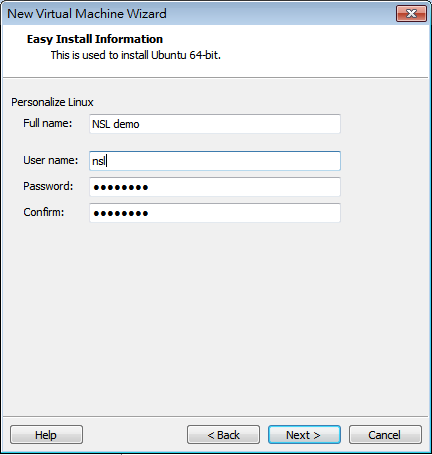 New Virtual Machine Wizard
Easy Install Information
This is used to install Ubuntu 64-bit.
Personalize Linux
Full name: NSL demo
User name: nsl
Password: ●●●●●●●●
Confirm: ●●●●●●●●
Help < Back Next > Cancel